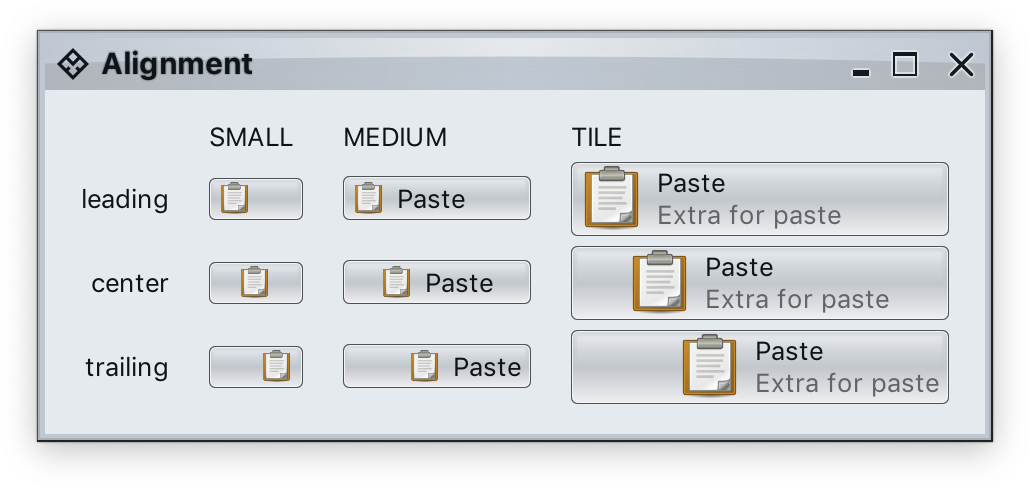 Alignment
SMALL MEDIUM TILE
leading Paste Paste
Extra for paste
center Paste Paste
Extra for paste
trailing Paste Paste
Extra for paste